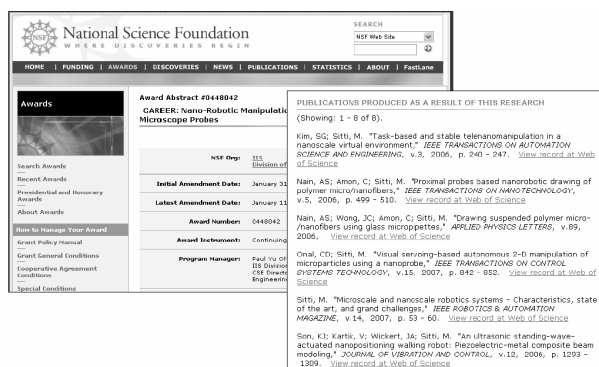 SEARCH
NSF
National Science Foundation
WHERE DISCOVERIES BEGIN
NSF Web Site
HOME | FUNDING | AWARDS | DISCOVERIES | NEWS | PUBLICATIONS | STATISTICS | ABOUT | FastLane
Awards
Search Awards
Recent Awards
Presidential and Honorary
Awards
About Awards
How to Manage Your Award
Grant Policy Manual
Grant General Conditions
Cooperative Agreement
Conditions
Special Conditions
Award Abstract #0448042
CAREER: Nano-Robotic Manipulatic
Microscope Probes
NSF Org: IIS
Division of
Initial Amendment Date: January 31
Latest Amendment Date: January 11
Award Number: 0448042
Award Instrument: Continuing
Program Manager: Paul Yu Of
IIS Division
CSE Directo
Engineerin
PUBLICATIONS PRODUCED AS A RESULT OF THIS RESEARCH
(Showing: 1 - 8 of 8).
Kim, SG; Sitti, M. "Task-based and stable telenanomanipulation in a
nanoscale virtual environment," IEEE TRANSACTIONS ON AUTOMATION
SCIENCE AND ENGINEERING, v.3, 2006, p. 240 - 247. View record at Web
of Science
Nain, AS; Amon, C; Sitti, M. "Proximal probes based nanorobotic drawing of
polymer micro/nanofibers," IEEE TRANSACTIONS ON NANOTECHNOLOGY,
v.5, 2006, p. 499 - 510. View record at Web of Science
Nain, AS; Wong, JC; Amon, C; Sitti, M. "Drawing suspended polymer micro-
/nanofibers using glass micropipettes," APPLIED PHYSICS LETTERS, v.89,
2006, View record at Web of Science
Onal, CD; Sitti, M. "Visual servoing-based autonomous 2-D manipulation of
microparticles using a nanoprobe," IEEE TRANSACTIONS ON CONTROL
SYSTEMS TECHNOLOGY, v.15, 2007, p. 842 - 852. View record at Web of
Science
Sitti, M. "Microscale and nanoscale robotics systems - Characteristics, state
of the art, and grand challenges," IEEE ROBOTICS & AUTOMATION
MAGAZINE, v.14, 2007, p. 53 - 60. View record at Web of Science
Son, KJ; Kartik, V; Wickert, JA; Sitti, M. "An ultrasonic standing-wave-
actuated nanopositioning walking robot: Piezoelectric-metal composite beam
modeling," JOURNAL OF VIBRATION AND CONTROL, v.12, 2006, p. 1293 -
1309. View record at Web of Science